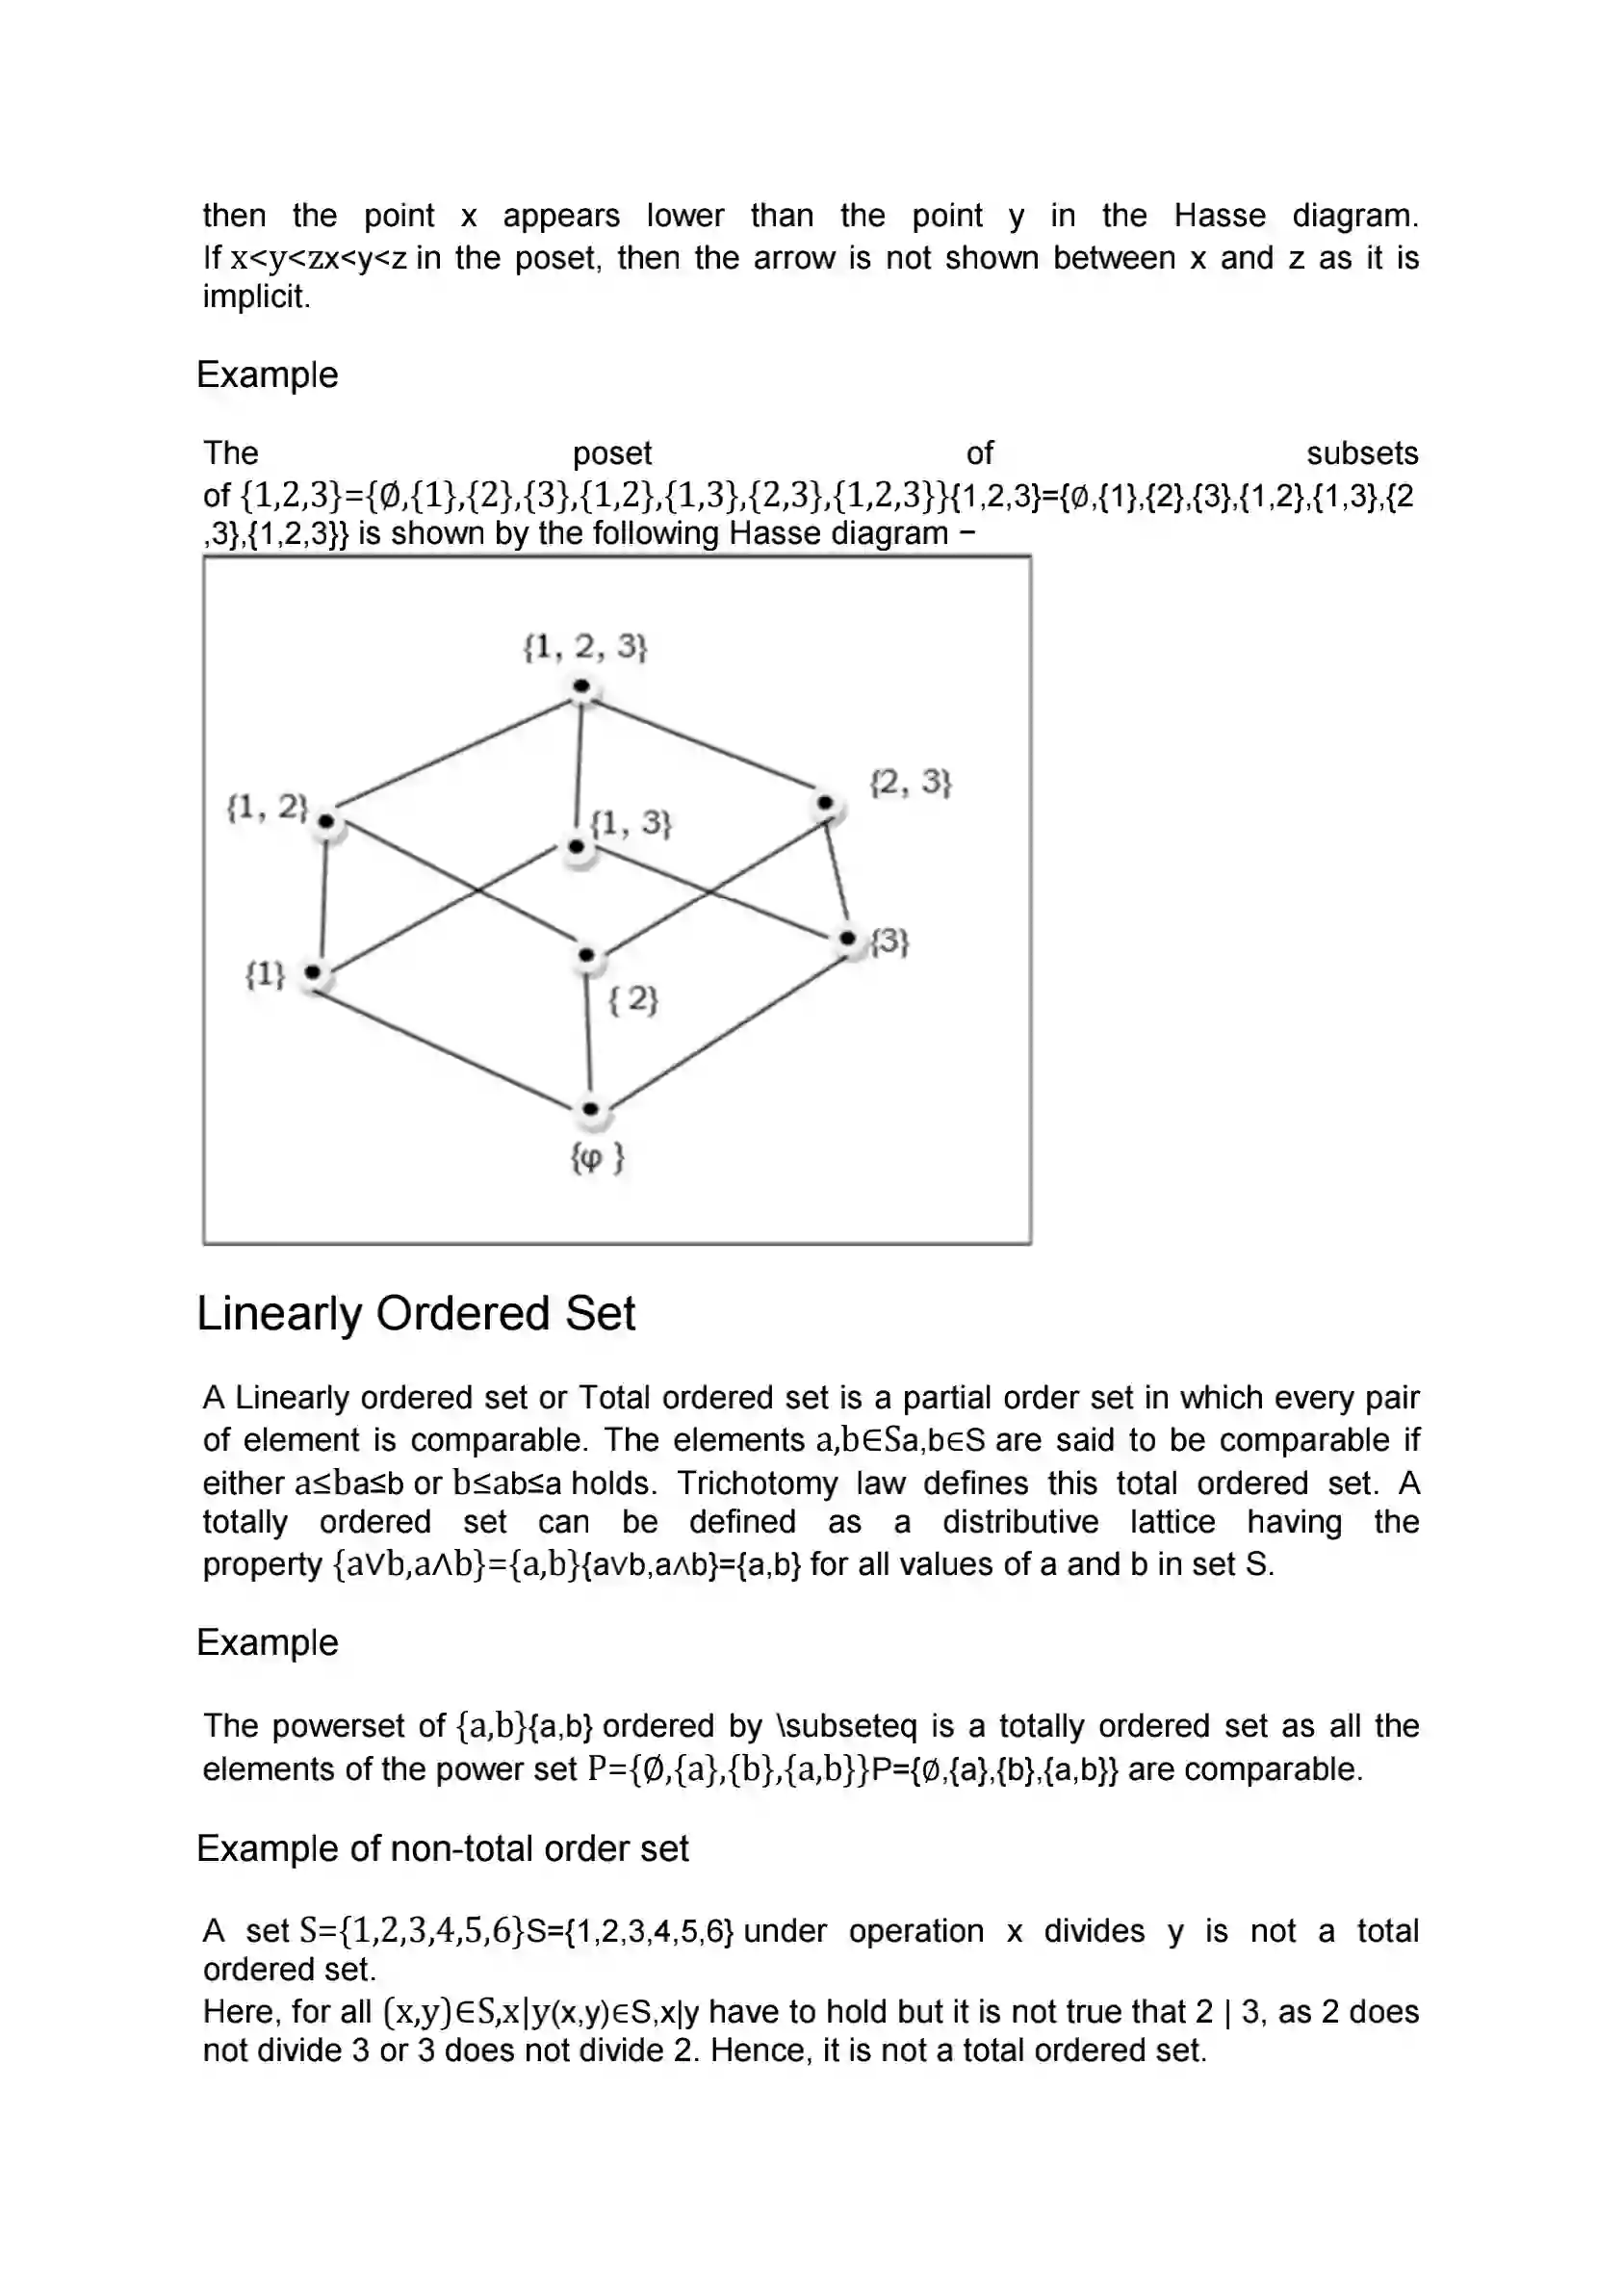 then the point x appears lower than the point y in the Hasse diagram.
If x<y<zx<y<z in the poset, then the arrow is not shown between x and z as it is
implicit.
Example
The poset of subsets
of {1,2,3}={∅,{1},{2},{3},{1,2},{1,3},{2,3},{1,2,3}}{1,2,3}={∅,{1},{2},{3},{1,2},{1,3},{2
,3},{1,2,3}} is shown by the following Hasse diagram −
{1, 2, 3}
{2, 3}
{1, 2}
{1, 3}
{3}
{1}
{ 2}
{φ }
Linearly Ordered Set
A Linearly ordered set or Total ordered set is a partial order set in which every pair
of element is comparable. The elements a,b∈Sa,b∈S are said to be comparable if
either a≤ba≤b or b≤ab≤a holds. Trichotomy law defines this total ordered set. A
totally ordered set can be defined as a distributive lattice having the
property {a∨b,a∧b}={a,b}{a∨b,a∧b}={a,b} for all values of a and b in set S.
Example
The powerset of {a,b}{a,b} ordered by \subseteq is a totally ordered set as all the
elements of the power set P={∅,{a},{b},{a,b}}P={∅,{a},{b},{a,b}} are comparable.
Example of non-total order set
A set S={1,2,3,4,5,6}S={1,2,3,4,5,6} under operation x divides y is not a total
ordered set.
Here, for all (x,y)∈S,x|y(x,y)∈S,x|y have to hold but it is not true that 2 | 3, as 2 does
not divide 3 or 3 does not divide 2. Hence, it is not a total ordered set.